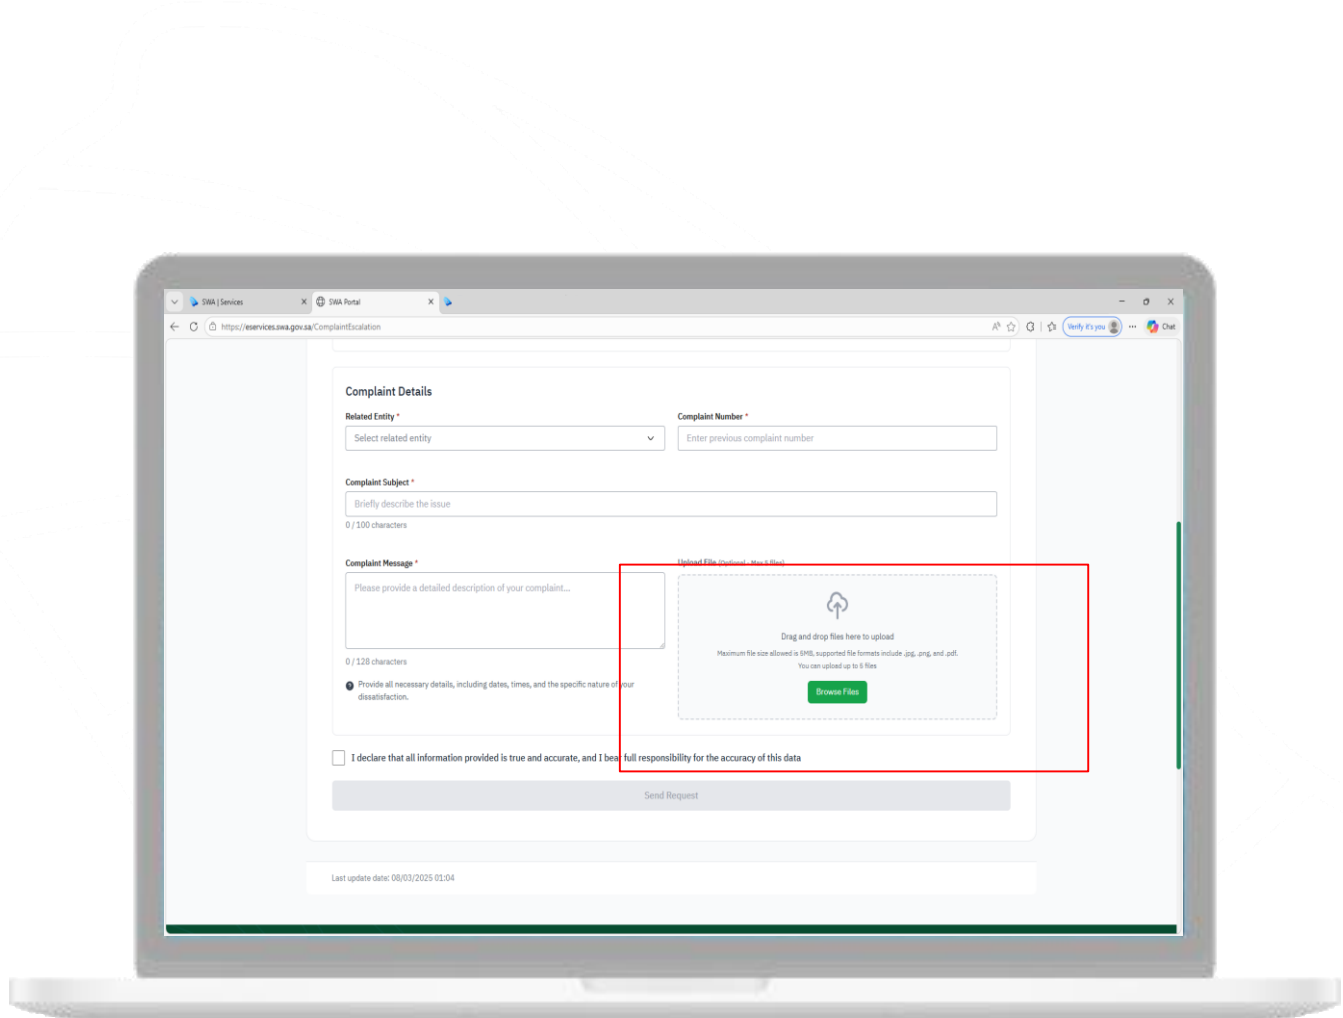 SWA | Services
SWA Portal
https://eservices.swa.gov.sa/ComplaintEscalation
Verify it's you
Chat
Complaint Details
Related Entity *
Complaint Number *
Select related entity
Enter previous complaint number
Complaint Subject *
Briefly describe the issue
0 / 100 characters
Complaint Message *
Upload File (Optional - Max 5 files)
Please provide a detailed description of your complaint...
Drag and drop files here to upload
Maximum file size allowed is 5MB, supported file formats include .jpg, .png, and .pdf.
You can upload up to 5 files
0 / 128 characters
Provide all necessary details, including dates, times, and the specific nature of your
dissatisfaction.
Browse Files
I declare that all information provided is true and accurate, and I bear full responsibility for the accuracy of this data
Send Request
Last update date: 08/03/2025 01:04